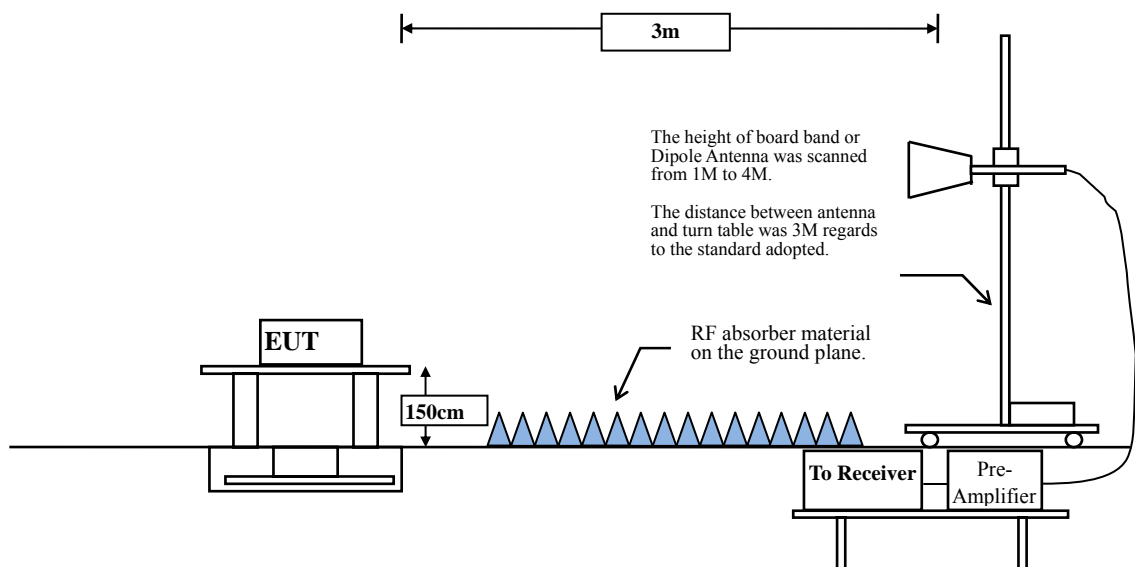 3m
The height of board band or
Dipole Antenna was scanned
from 1M to 4M.
The distance between antenna
and turn table was 3M regards
to the standard adopted.
EUT
RF absorber material
on the ground plane.
150cm
To Receiver
Pre-
Amplifier